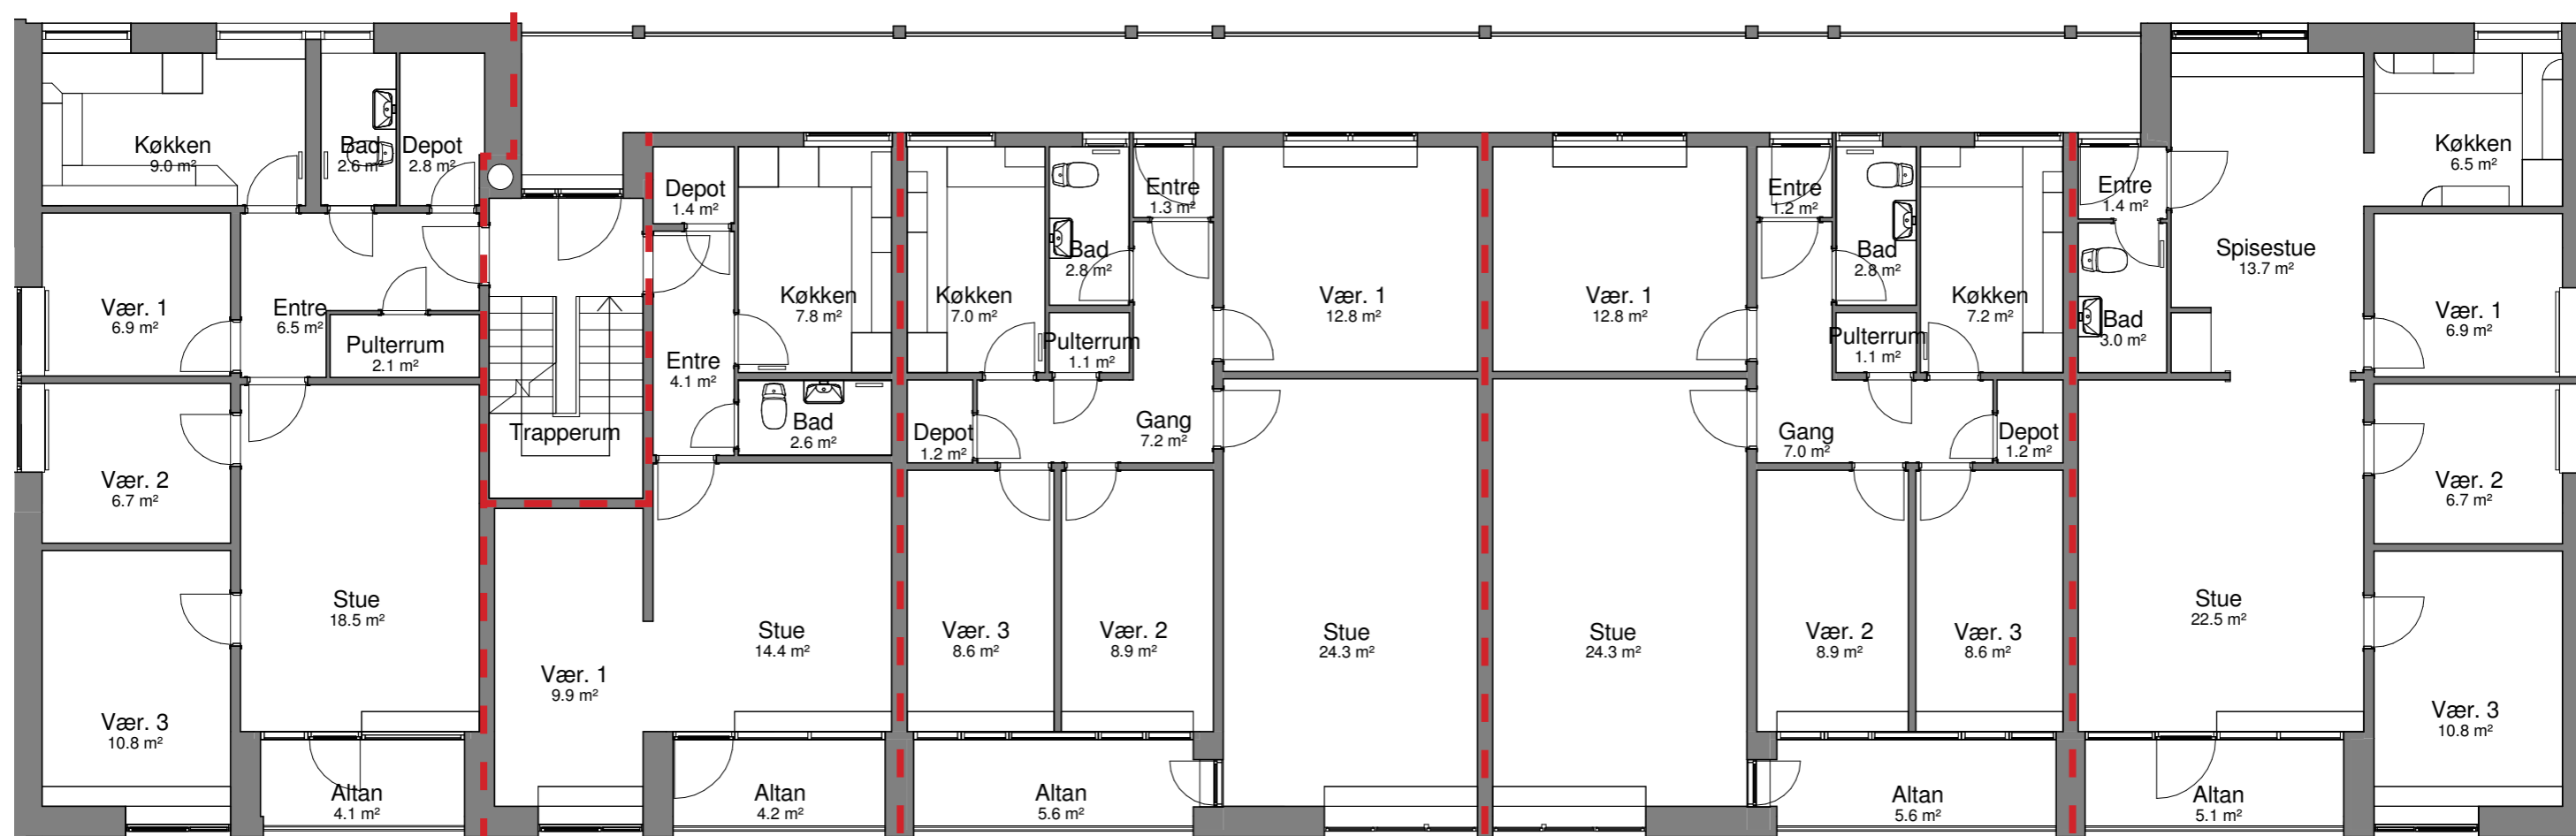 Køkken
9.0 m²
Bad
2.6 m²
Depot
2.8 m²
Vær. 1
6.9 m²
Entre
6.5 m²
Pulterrum
2.1 m²
Vær. 2
6.7 m²
Stue
18.5 m²
Vær. 3
10.8 m²
Altan
4.1 m²
Trapperum
Depot
1.4 m²
Køkken
7.8 m²
Entre
4.1 m²
Bad
2.6 m²
Stue
14.4 m²
Vær. 1
9.9 m²
Altan
4.2 m²
Køkken
7.0 m²
Bad
2.8 m²
Entre
1.3 m²
Pulterrum
1.1 m²
Vær. 1
12.8 m²
Depot
1.2 m²
Gang
7.2 m²
Vær. 3
8.6 m²
Vær. 2
8.9 m²
Stue
24.3 m²
Altan
5.6 m²
Vær. 1
12.8 m²
Entre
1.2 m²
Bad
2.8 m²
Køkken
7.2 m²
Pulterrum
1.1 m²
Gang
7.0 m²
Depot
1.2 m²
Stue
24.3 m²
Vær. 2
8.9 m²
Vær. 3
8.6 m²
Altan
5.6 m²
Entre
1.4 m²
Køkken
6.5 m²
Spisestue
13.7 m²
Bad
3.0 m²
Vær. 1
6.9 m²
Vær. 2
6.7 m²
Stue
22.5 m²
Vær. 3
10.8 m²
Altan
5.1 m²